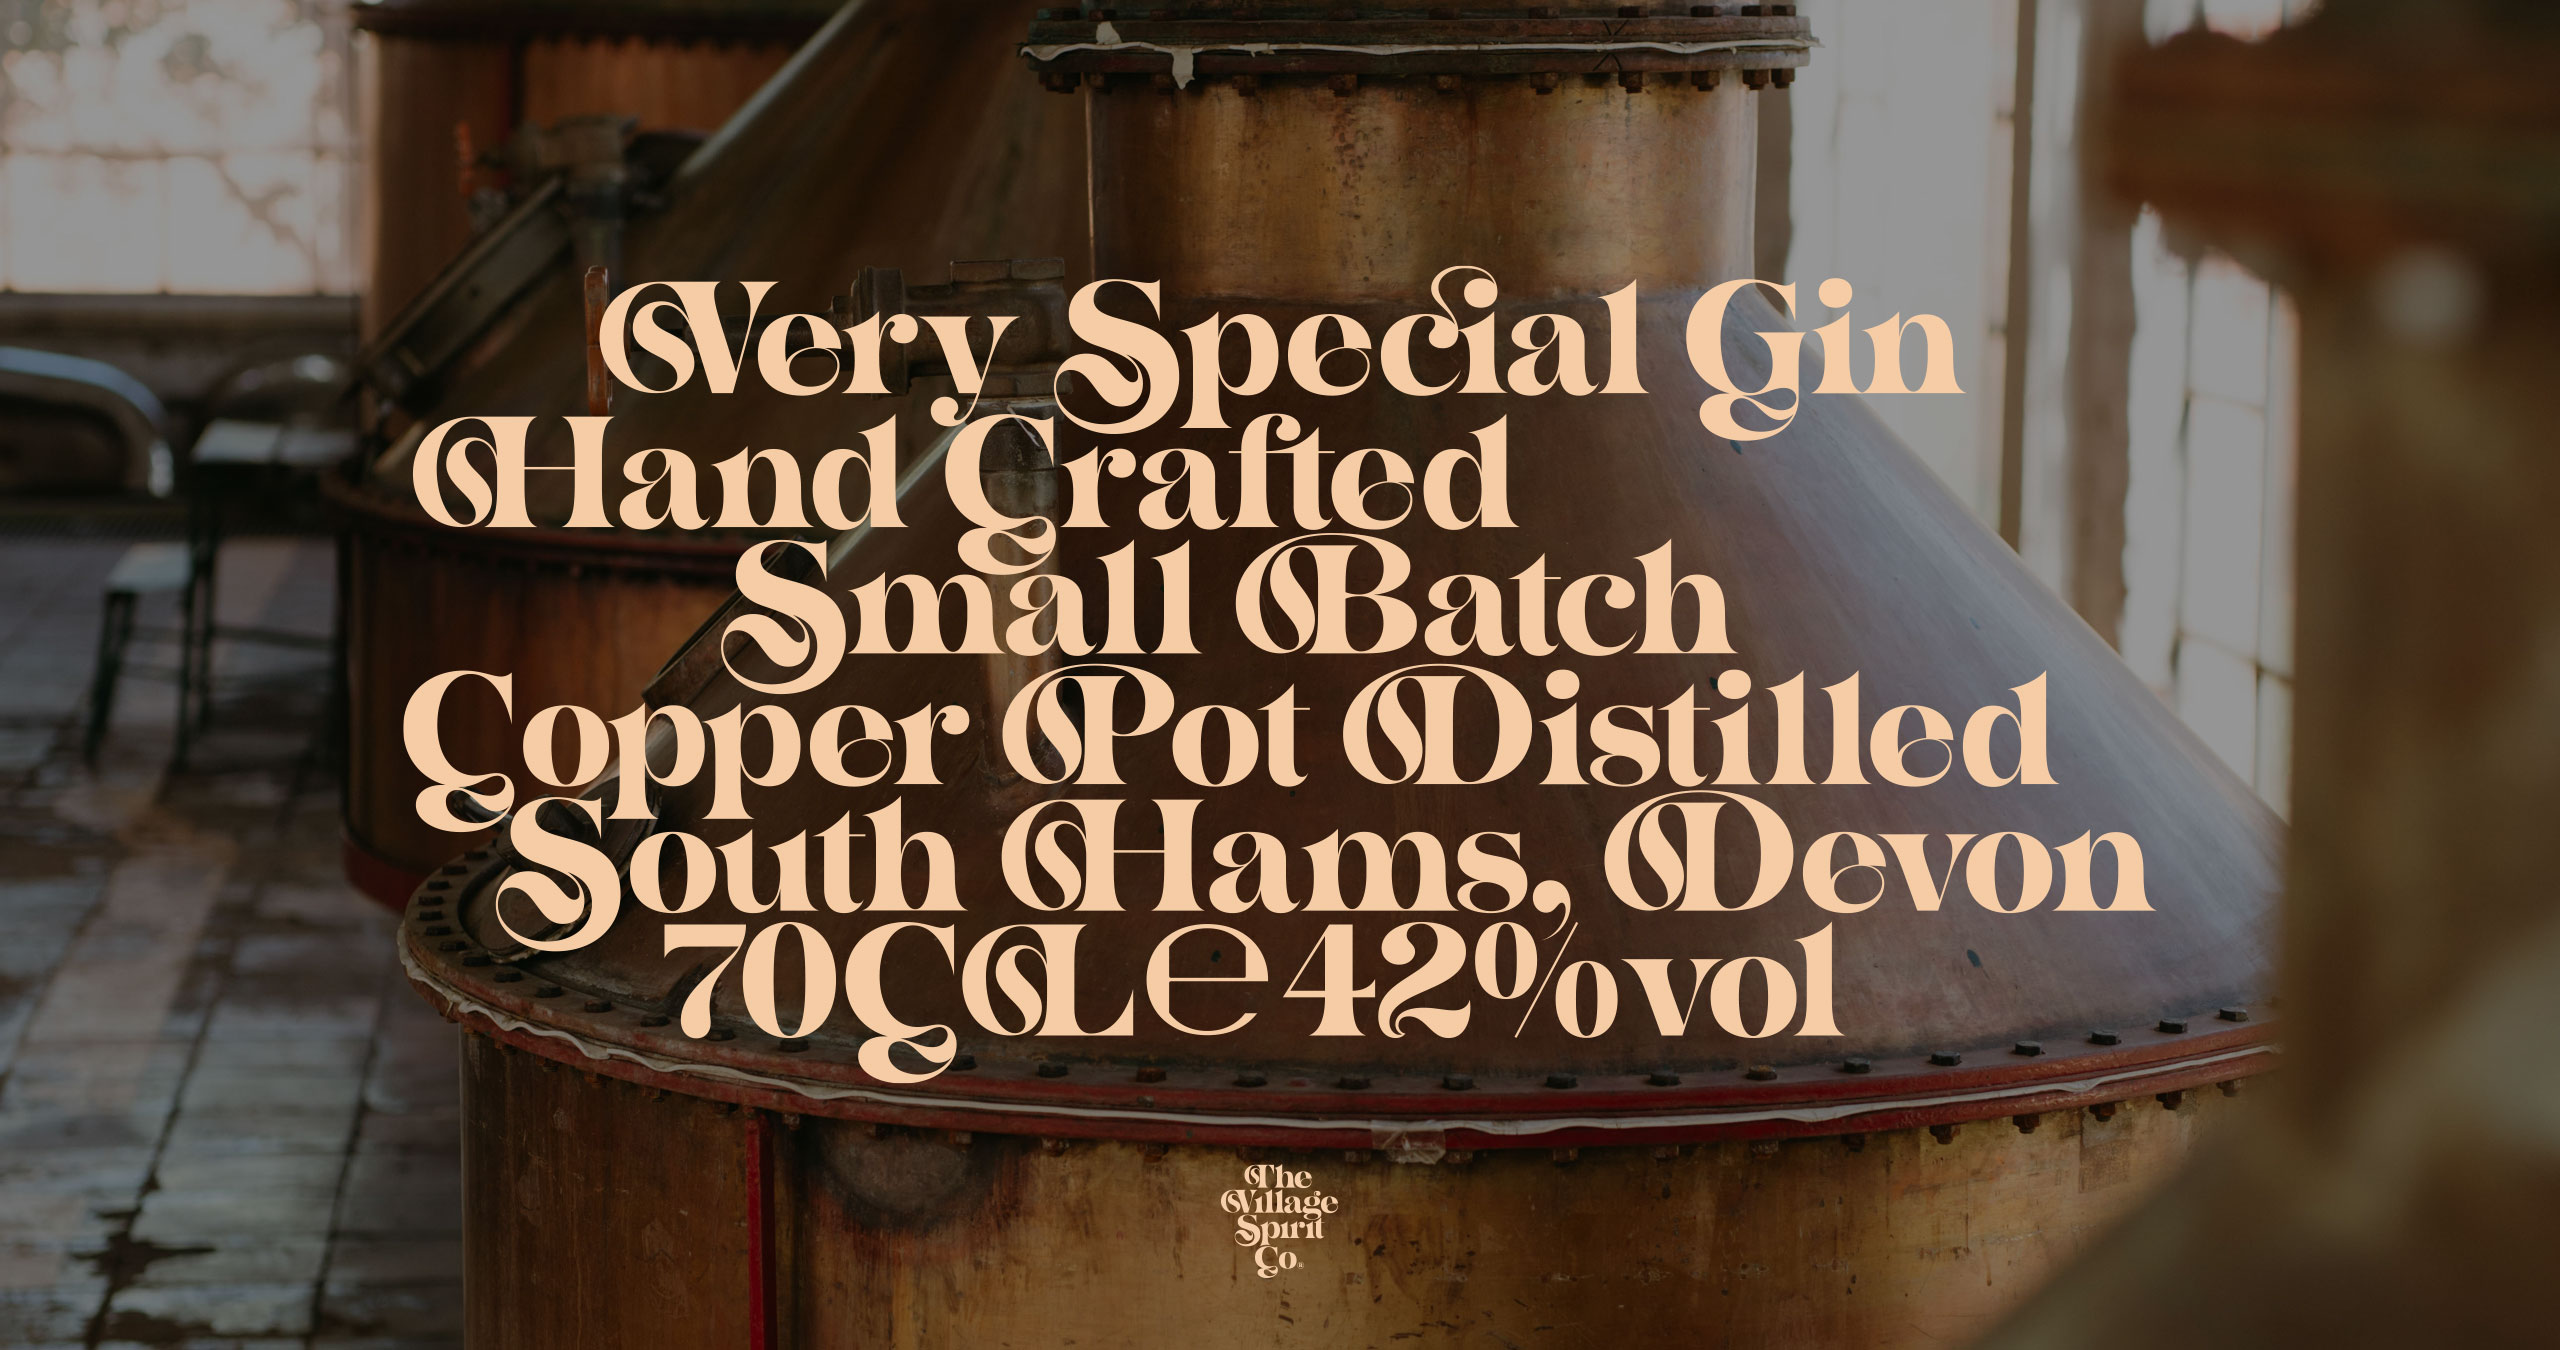 Very Special Gin
Hand Crafted
Small Batch
Copper Pot Distilled
South Hams, Devon
70CL ℮ 42% vol
The
Village
Spirit
Co.®